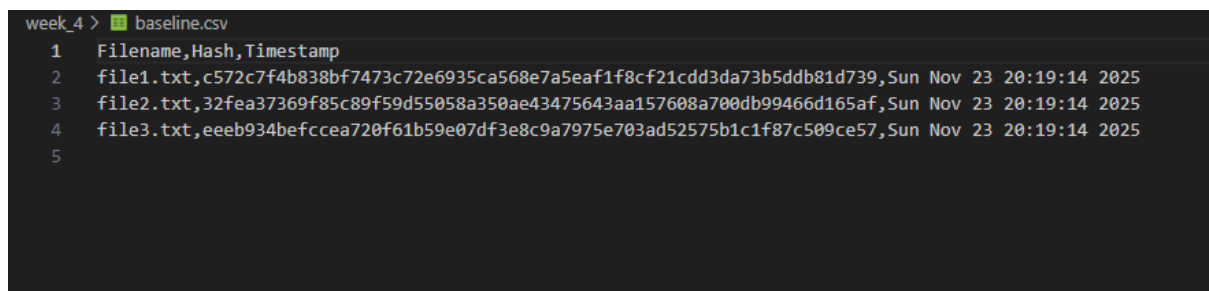 week_4 > baseline.csv
1 Filename,Hash,Timestamp
2 file1.txt,c572c7f4b838bf7473c72e6935ca568e7a5eaf1f8cf21cdd3da73b5ddb81d739,Sun Nov 23 20:19:14 2025
3 file2.txt,32fea37369f85c89f59d55058a350ae43475643aa157608a700db99466d165af,Sun Nov 23 20:19:14 2025
4 file3.txt,eeeb934befccea720f61b59e07df3e8c9a7975e703ad52575b1c1f87c509ce57,Sun Nov 23 20:19:14 2025
5